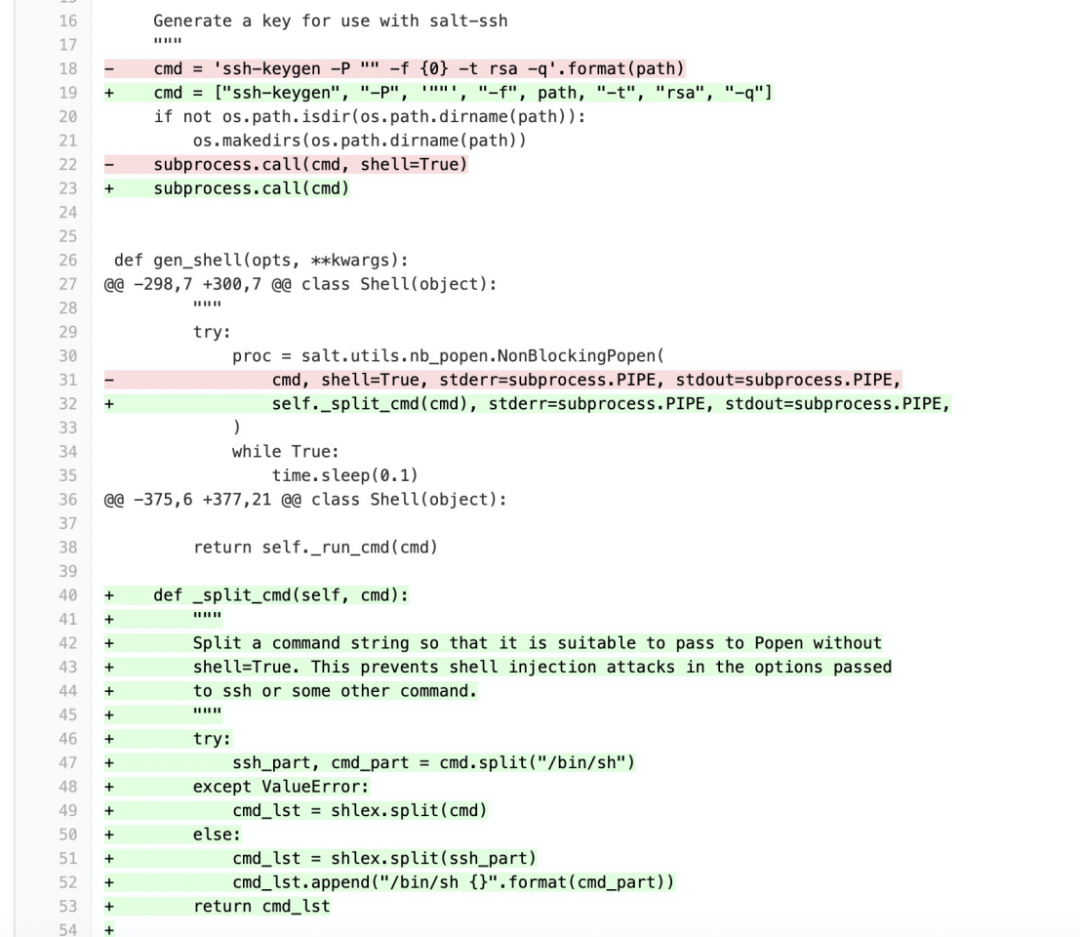 16 Generate a key for use with salt-ssh
17 """
18 - cmd = 'ssh-keygen -P "" -f {0} -t rsa -q'.format(path)
19 + cmd = ["ssh-keygen", "-P", '""', "-f", path, "-t", "rsa", "-q"]
20 if not os.path.isdir(os.path.dirname(path)):
21 os.makedirs(os.path.dirname(path))
22 - subprocess.call(cmd, shell=True)
23 + subprocess.call(cmd)
24
25
26 def gen_shell(opts, **kwargs):
27 @@ -298,7 +300,7 @@ class Shell(object):
28 """
29 try:
30 proc = salt.utils.nb_popen.NonBlockingPopen(
31 - cmd, shell=True, stderr=subprocess.PIPE, stdout=subprocess.PIPE,
32 + self._split_cmd(cmd), stderr=subprocess.PIPE, stdout=subprocess.PIPE,
33 )
34 while True:
35 time.sleep(0.1)
36 @@ -375,6 +377,21 @@ class Shell(object):
37
38 return self._run_cmd(cmd)
39
40 + def _split_cmd(self, cmd):
41 + """
42 + Split a command string so that it is suitable to pass to Popen without
43 + shell=True. This prevents shell injection attacks in the options passed
44 + to ssh or some other command.
45 + """
46 + try:
47 + ssh_part, cmd_part = cmd.split("/bin/sh")
48 + except ValueError:
49 + cmd_lst = shlex.split(cmd)
50 + else:
51 + cmd_lst = shlex.split(ssh_part)
52 + cmd_lst.append("/bin/sh {}".format(cmd_part))
53 + return cmd_lst
54 +